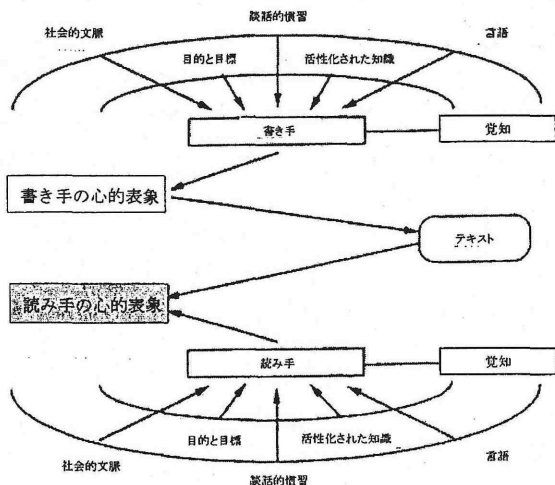 談話的慣習
社会的文脈
言語
目的と目標
活性化された知識
書き手
覚知
書き手の心的表象
テキスト
読み手の心的表象
読み手
覚知
目的と目標
活性化された知識
社会的文脈
言語
談話的慣習